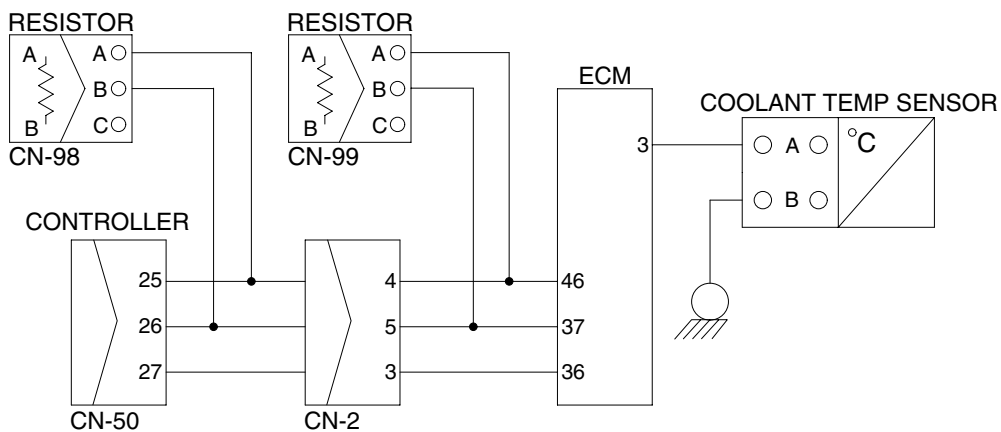 RESISTOR
A
B
A
B
C
CN-98
RESISTOR
A
B
A
B
C
CN-99
ECM
3
46
37
36
COOLANT TEMP SENSOR
A
B
°C
CONTROLLER
25
26
27
CN-50
4
5
3
CN-2